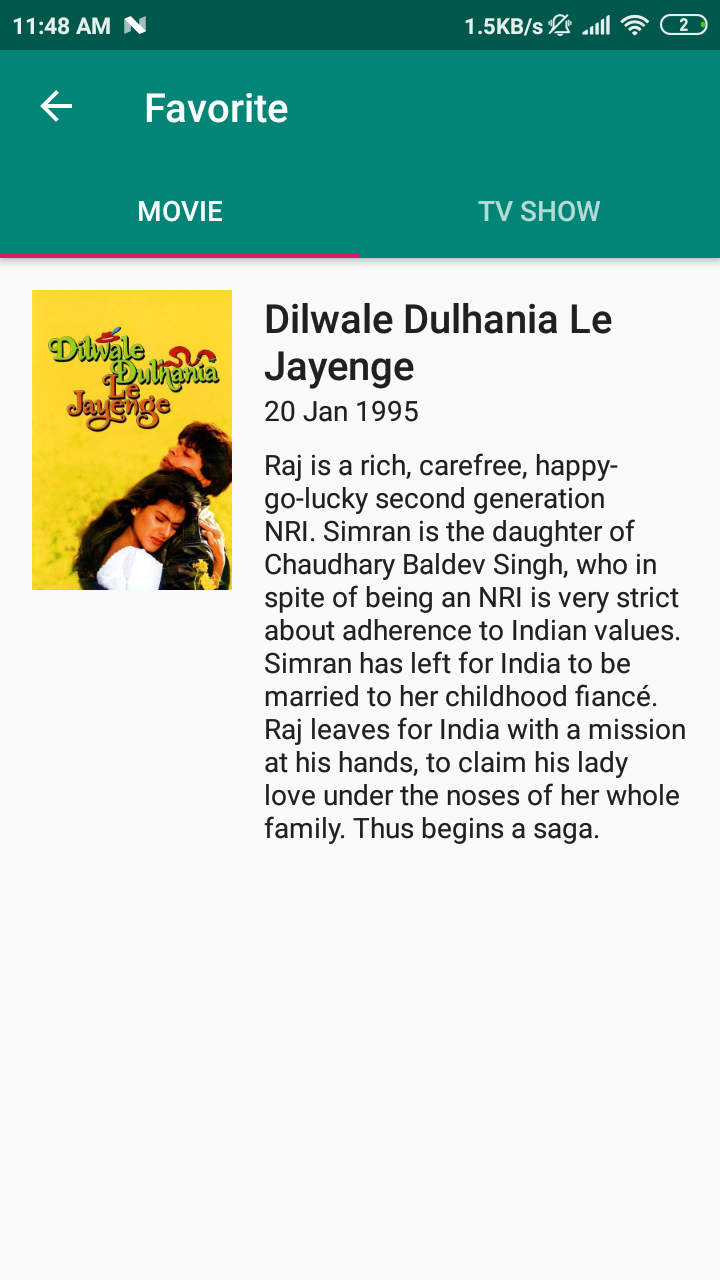 11:48 AM 1.5KB/s 2
Favorite
MOVIE TV SHOW
Dilwale
Dulhania
Le
Jayenge
Dilwale Dulhania Le
Jayenge
20 Jan 1995
Raj is a rich, carefree, happy-
go-lucky second generation
NRI. Simran is the daughter of
Chaudhary Baldev Singh, who in
spite of being an NRI is very strict
about adherence to Indian values.
Simran has left for India to be
married to her childhood fiancé.
Raj leaves for India with a mission
at his hands, to claim his lady
love under the noses of her whole
family. Thus begins a saga.